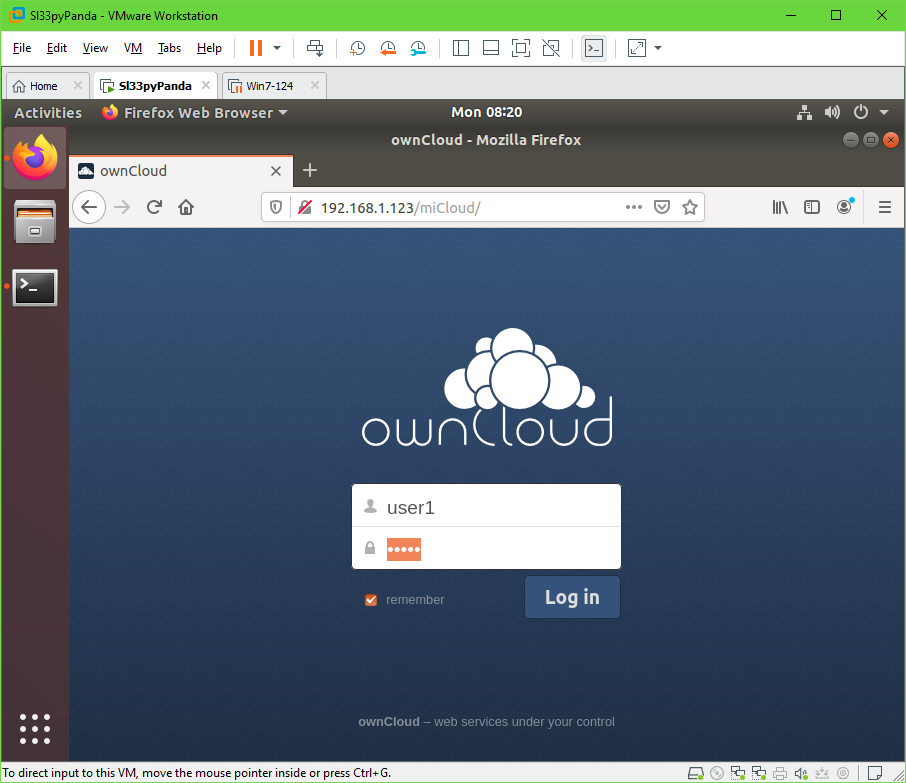 Sl33pyPanda - VMware Workstation
File Edit View VM Tabs Help
Home Sl33pyPanda Win7-124
Activities Firefox Web Browser Mon 08:20
ownCloud - Mozilla Firefox
ownCloud
192.168.1.123/miCloud/
ownCloud
user1
•••••
remember Log in
ownCloud – web services under your control
To direct input to this VM, move the mouse pointer inside or press Ctrl+G.